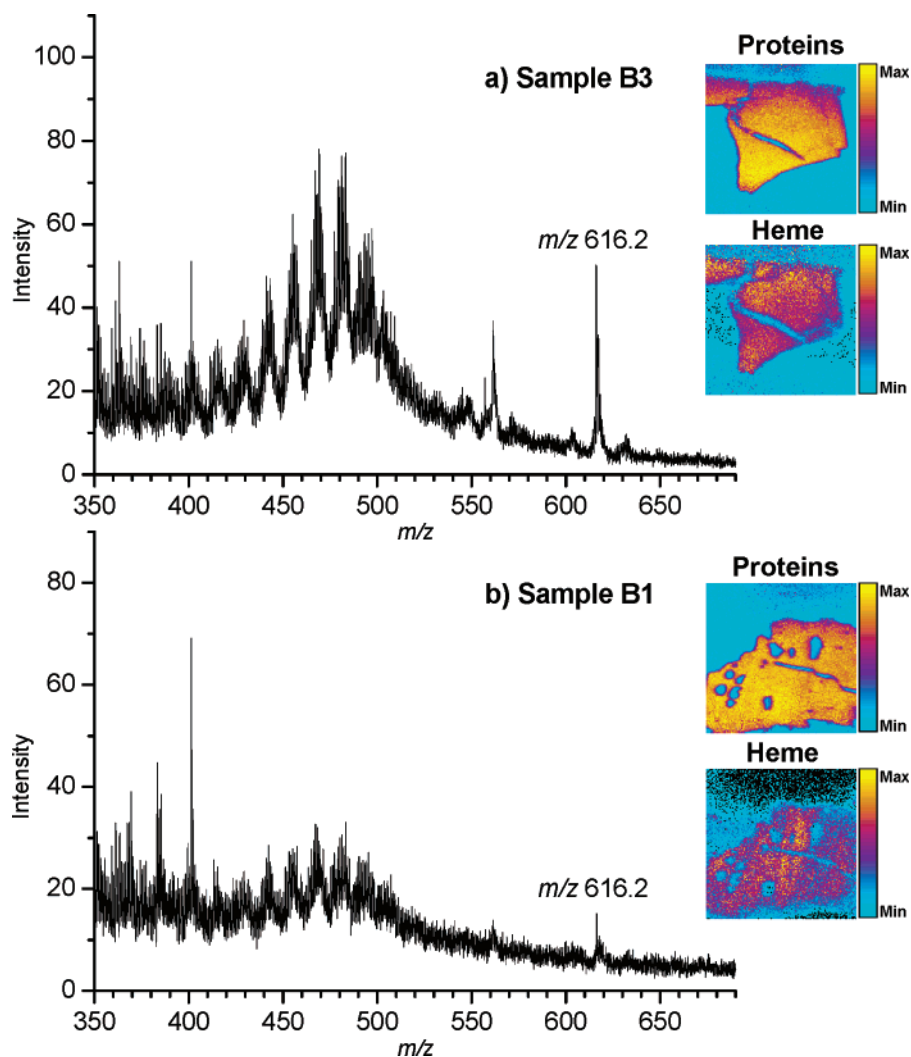 a) Sample B3
Proteins
Max
Min
Heme
Max
Min
m/z 616.2
Intensity
100
80
60
40
20
0
350 400 450 500 550 600 650
m/z
b) Sample B1
Proteins
Max
Min
Heme
Max
Min
m/z 616.2
Intensity
80
60
40
20
0
350 400 450 500 550 600 650
m/z